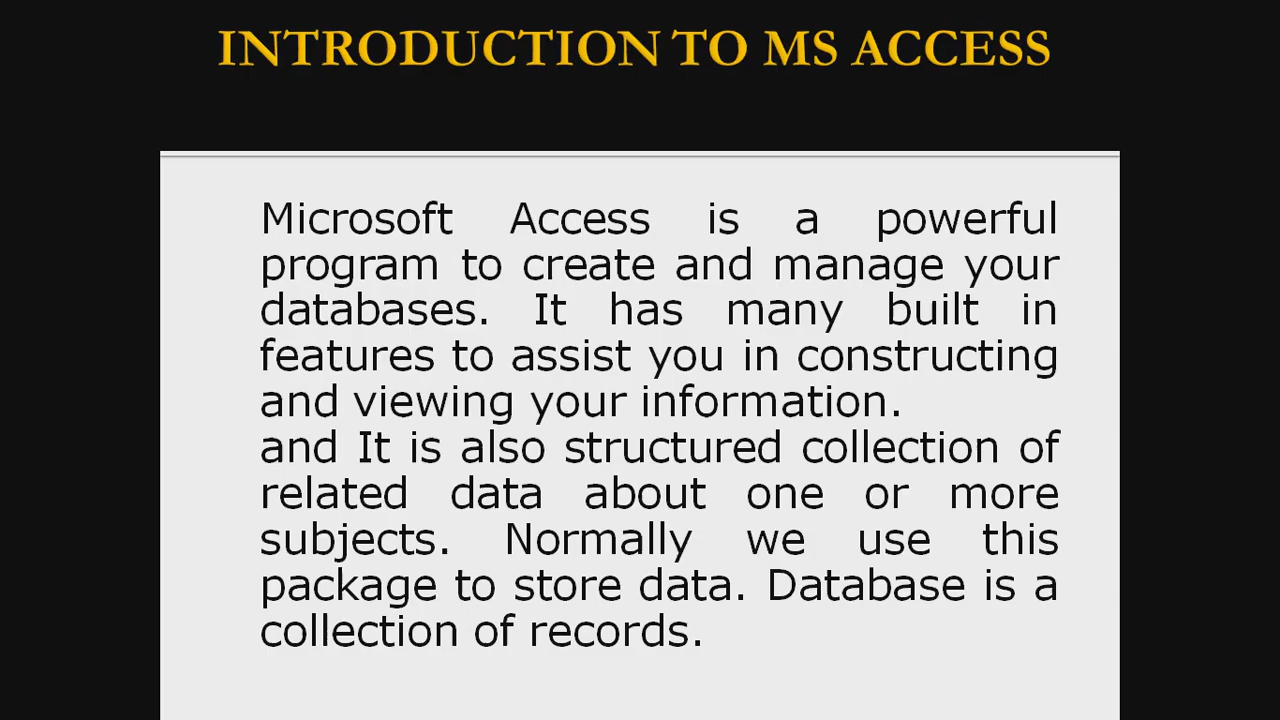 INTRODUCTION TO MS ACCESS
Microsoft Access is a powerful
program to create and manage your
databases. It has many built in
features to assist you in constructing
and viewing your information.
and It is also structured collection of
related data about one or more
subjects. Normally we use this
package to store data. Database is a
collection of records.